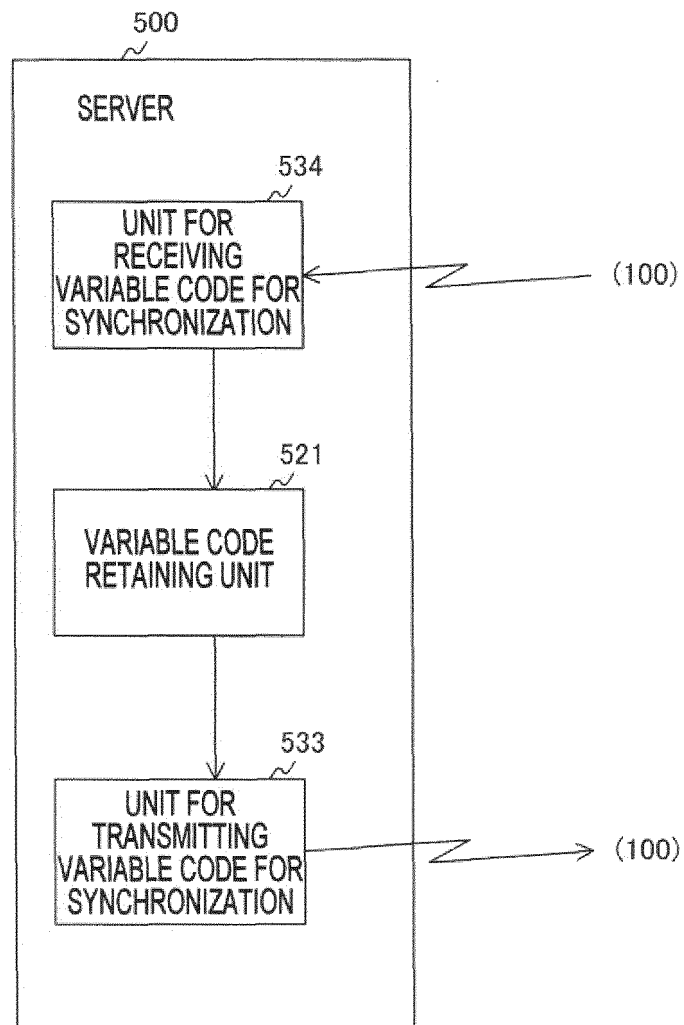 500
SERVER
534
UNIT FOR
RECEIVING
VARIABLE CODE FOR
SYNCHRONIZATION
(100)
521
VARIABLE CODE
RETAINING UNIT
533
UNIT FOR
TRANSMITTING
VARIABLE CODE FOR
SYNCHRONIZATION
(100)